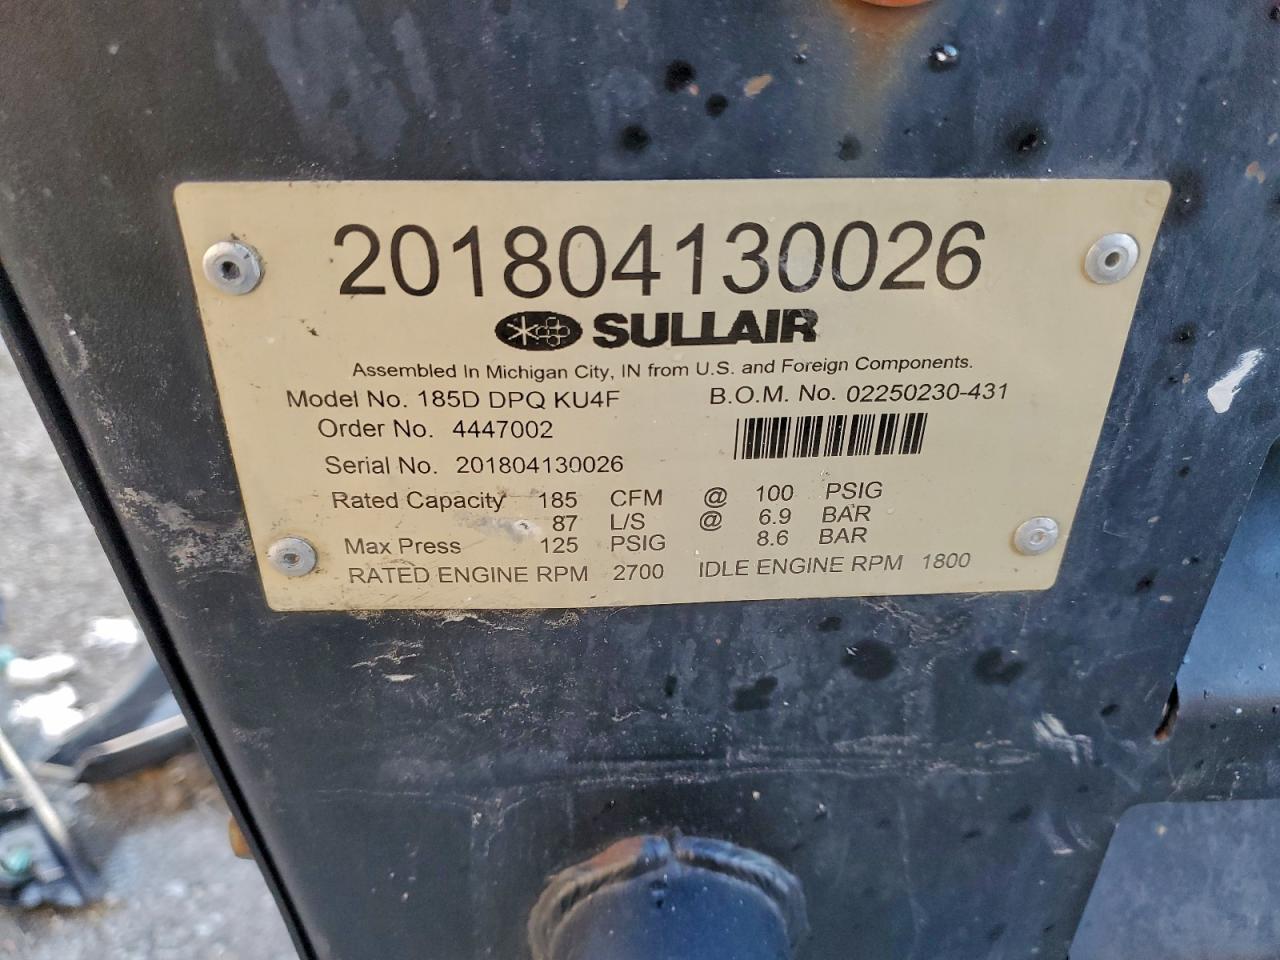 201804130026
SULLAIR
Assembled In Michigan City, IN from U.S. and Foreign Components.
Model No. 185D DPQ KU4F B.O.M. No. 02250230-431
Order No. 4447002
Serial No. 201804130026
Rated Capacity 185 CFM @ 100 PSIG
87 L/S @ 6.9 BAR
Max Press 125 PSIG 8.6 BAR
RATED ENGINE RPM 2700 IDLE ENGINE RPM 1800